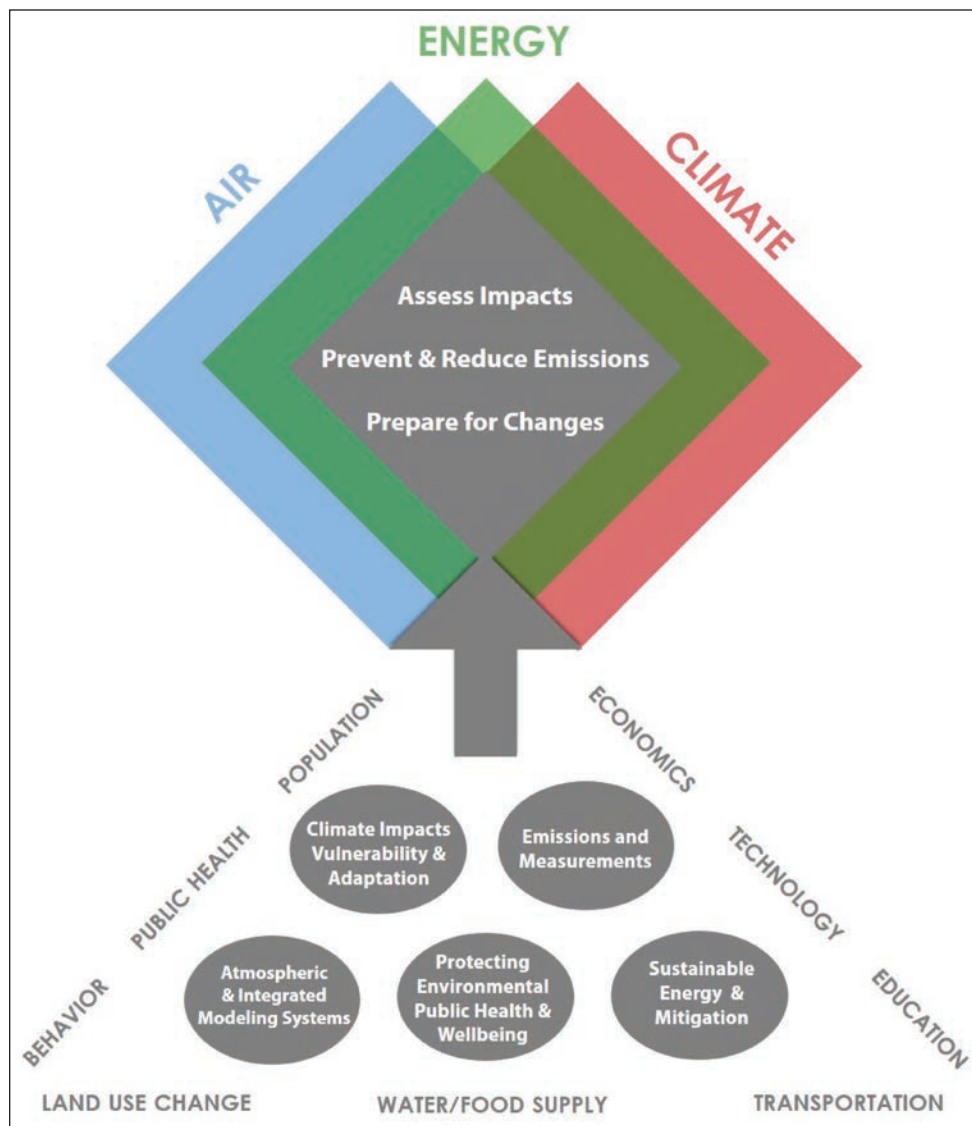 ENERGY
AIR
CLIMATE
Assess Impacts
Prevent & Reduce Emissions
Prepare for Changes
POPULATION
ECONOMICS
Climate Impacts
Vulnerability &
Adaptation
Emissions and
Measurements
PUBLIC HEALTH
TECHNOLOGY
Atmospheric
& Integrated
Modeling Systems
Protecting
Environmental
Public Health &
Wellbeing
Sustainable
Energy & 
Mitigation
BEHAVIOR
EDUCATION
LAND USE CHANGE
WATER/FOOD SUPPLY
TRANSPORTATION